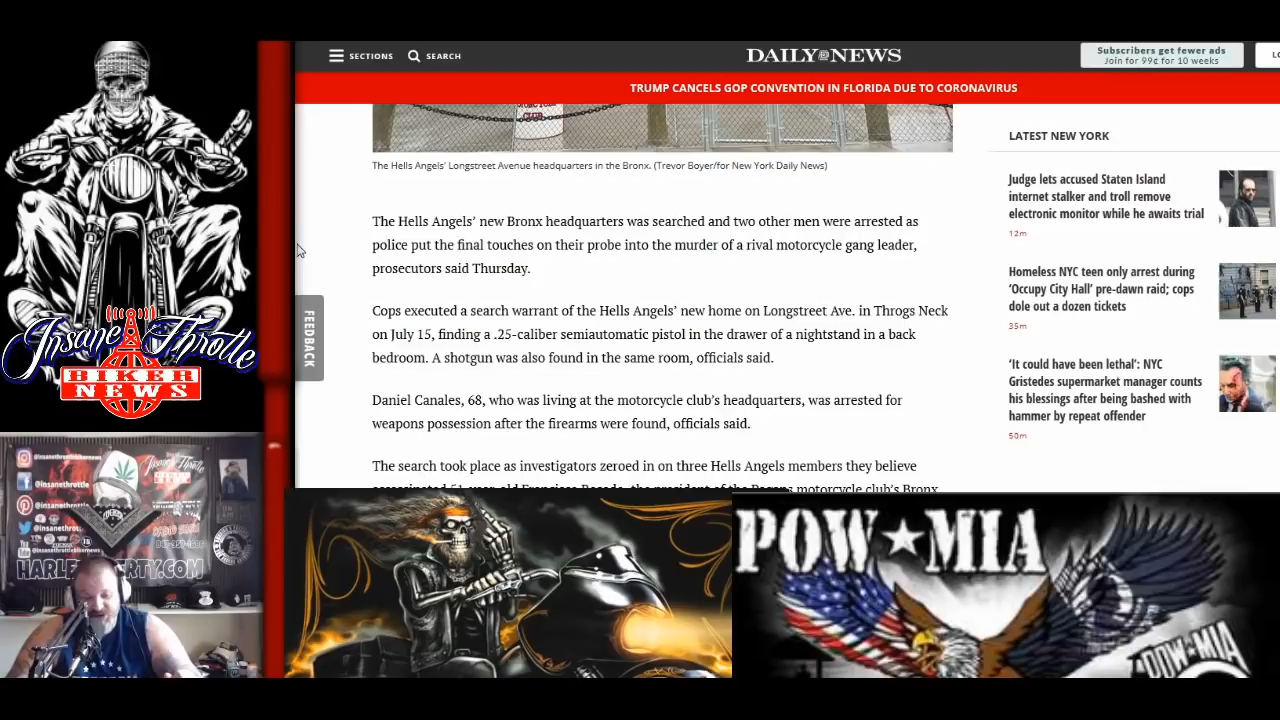 SECTIONS
SEARCH
DAILY NEWS
Subscribers get fewer ads
Join for 99¢ for 10 weeks
TRUMP CANCELS GOP CONVENTION IN FLORIDA DUE TO CORONAVIRUS
CLUB
The Hells Angels' Longstreet Avenue headquarters in the Bronx. (Trevor Boyer/for New York Daily News)
The Hells Angels’ new Bronx headquarters was searched and two other men were arrested as
police put the final touches on their probe into the murder of a rival motorcycle gang leader,
prosecutors said Thursday.
Cops executed a search warrant of the Hells Angels’ new home on Longstreet Ave. in Throgs Neck
on July 15, finding a .25-caliber semiautomatic pistol in the drawer of a nightstand in a back
bedroom. A shotgun was also found in the same room, officials said.
Daniel Canales, 68, who was living at the motorcycle club’s headquarters, was arrested for
weapons possession after the firearms were found, officials said.
The search took place as investigators zeroed in on three Hells Angels members they believe
motorcycle club’s Bronx
FEEDBACK
LATEST NEW YORK
Judge lets accused Staten Island
internet stalker and troll remove
electronic monitor while he awaits trial
12m
Homeless NYC teen only arrest during
‘Occupy City Hall’ pre-dawn raid; cops
dole out a dozen tickets
35m
‘It could have been lethal’: NYC
Gristedes supermarket manager counts
his blessings after being bashed with
hammer by repeat offender
50m
Insane Throttle
BIKER
NEWS
@insanethrottle
HARLEY
RTY.COM
POW★MIA
POW-MIA